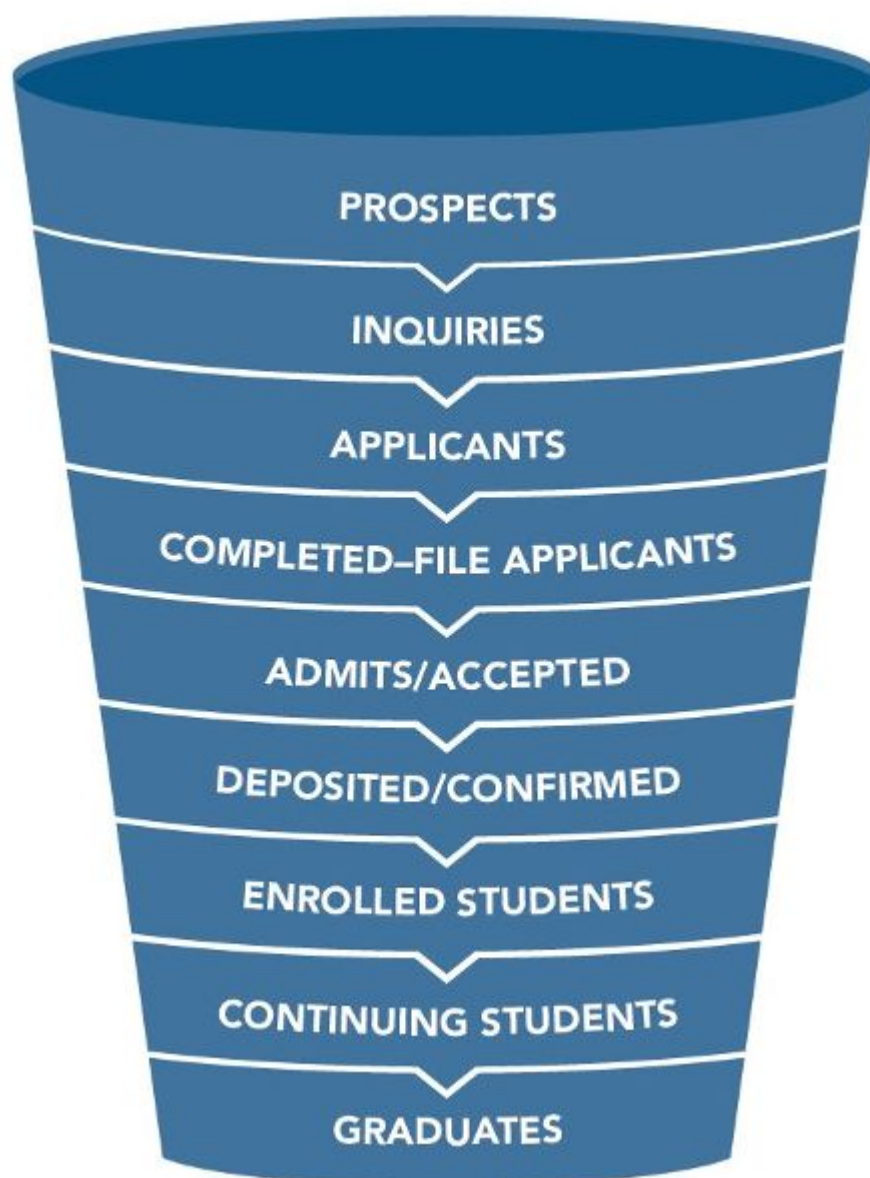 PROSPECTS
INQUIRIES
APPLICANTS
COMPLETED–FILE APPLICANTS
ADMITS/ACCEPTED
DEPOSITED/CONFIRMED
ENROLLED STUDENTS
CONTINUING STUDENTS
GRADUATES